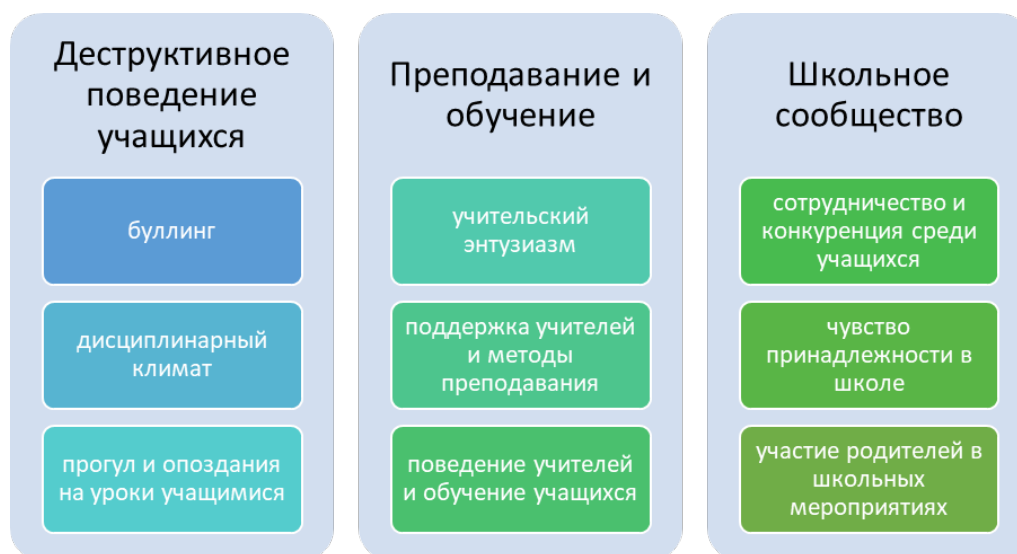 Деструктивное
поведение
учащихся
буллинг
дисциплинарный
климат
прогул и опоздания
на уроки учащимися
Преподавание и
обучение
учительский
энтузиазм
поддержка учителей
и методы
преподавания
поведение учителей
и обучение учащихся
Школьное
сообщество
сотрудничество и
конкуренция среди
учащихся
чувство
принадлежности в
школе
участие родителей в
школьных
мероприятиях